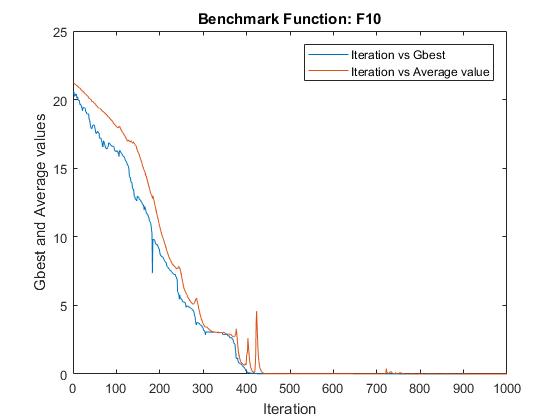 Benchmark Function: F10
Iteration vs Gbest
Iteration vs Average value
Gbest and Average values
25
20
15
10
5
0
0 100 200 300 400 500 600 700 800 900 1000
Iteration